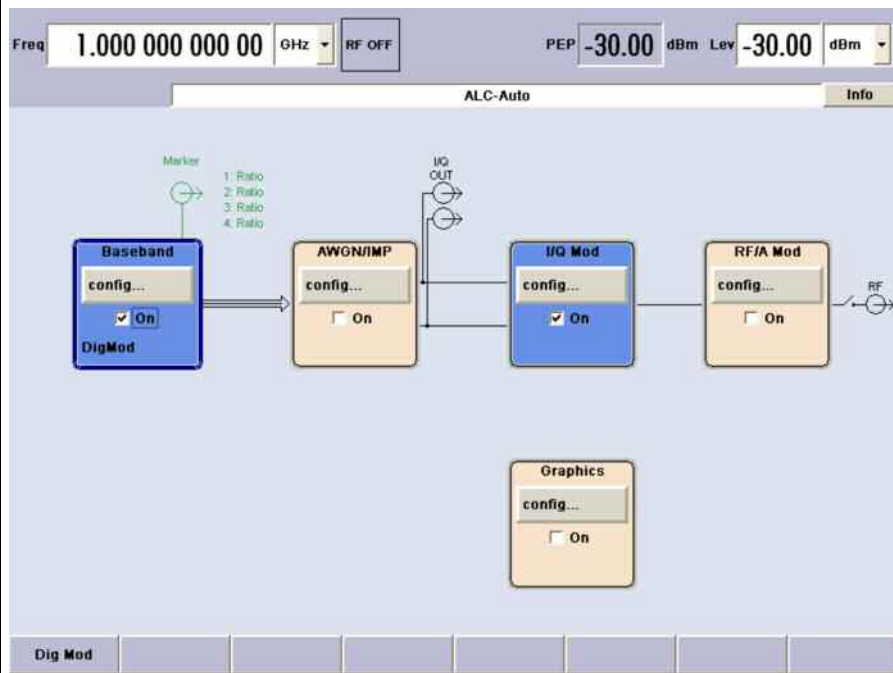 Freq 1.000 000 000 00 GHz RF OFF PEP -30.00 dBm Lev -30.00 dBm
ALC-Auto Info
Marker
1: Ratio
2: Ratio
3: Ratio
4: Ratio
I/Q
OUT
Baseband
config...
On
DigMod
AWGN/IMP
config...
On
I/Q Mod
config...
On
RF/A Mod
config...
On
RF
Graphics
config...
On
Dig Mod